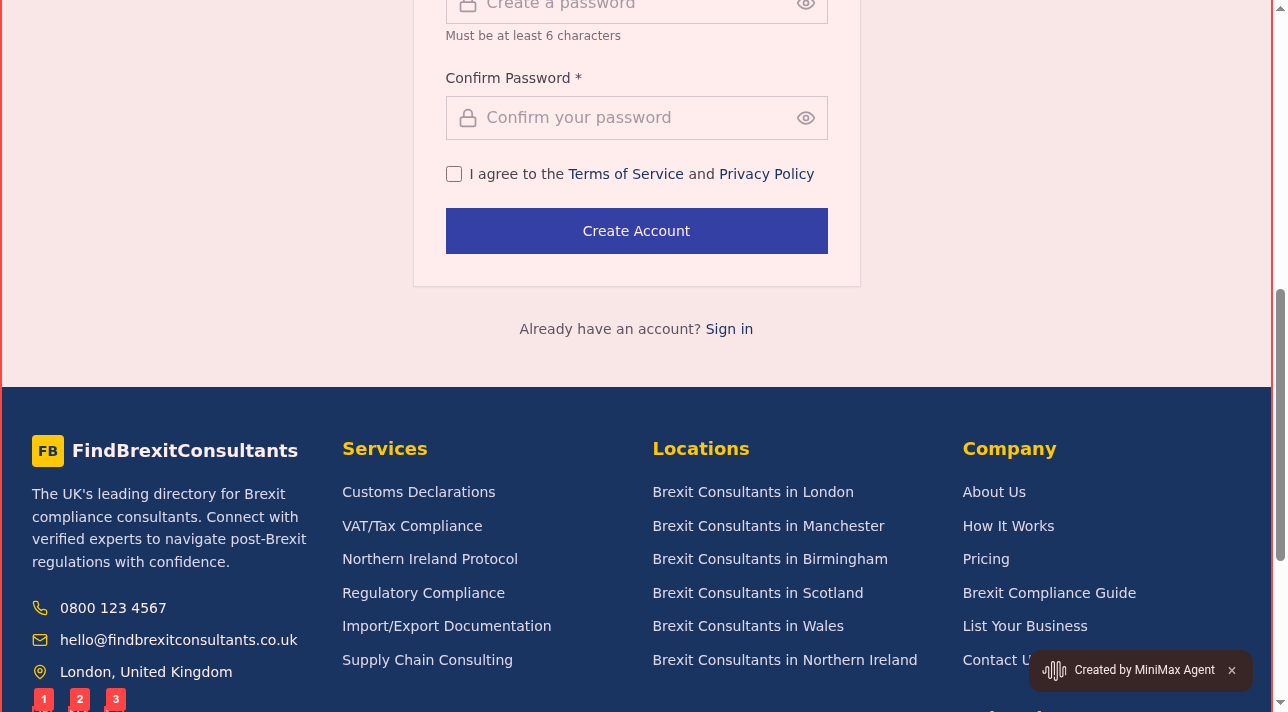 Create a password
Must be at least 6 characters
Confirm Password *
Confirm your password
I agree to the Terms of Service and Privacy Policy
Create Account
Already have an account? Sign in
FB FindBrexitConsultants
The UK's leading directory for Brexit
compliance consultants. Connect with
verified experts to navigate post-Brexit
regulations with confidence.
0800 123 4567
hello@findbrexitconsultants.co.uk
London, United Kingdom
1 2 3
Services
Customs Declarations
VAT/Tax Compliance
Northern Ireland Protocol
Regulatory Compliance
Import/Export Documentation
Supply Chain Consulting
Locations
Brexit Consultants in London
Brexit Consultants in Manchester
Brexit Consultants in Birmingham
Brexit Consultants in Scotland
Brexit Consultants in Wales
Brexit Consultants in Northern Ireland
Company
About Us
How It Works
Pricing
Brexit Compliance Guide
List Your Business
Contact U
Created by MiniMax Agent ×